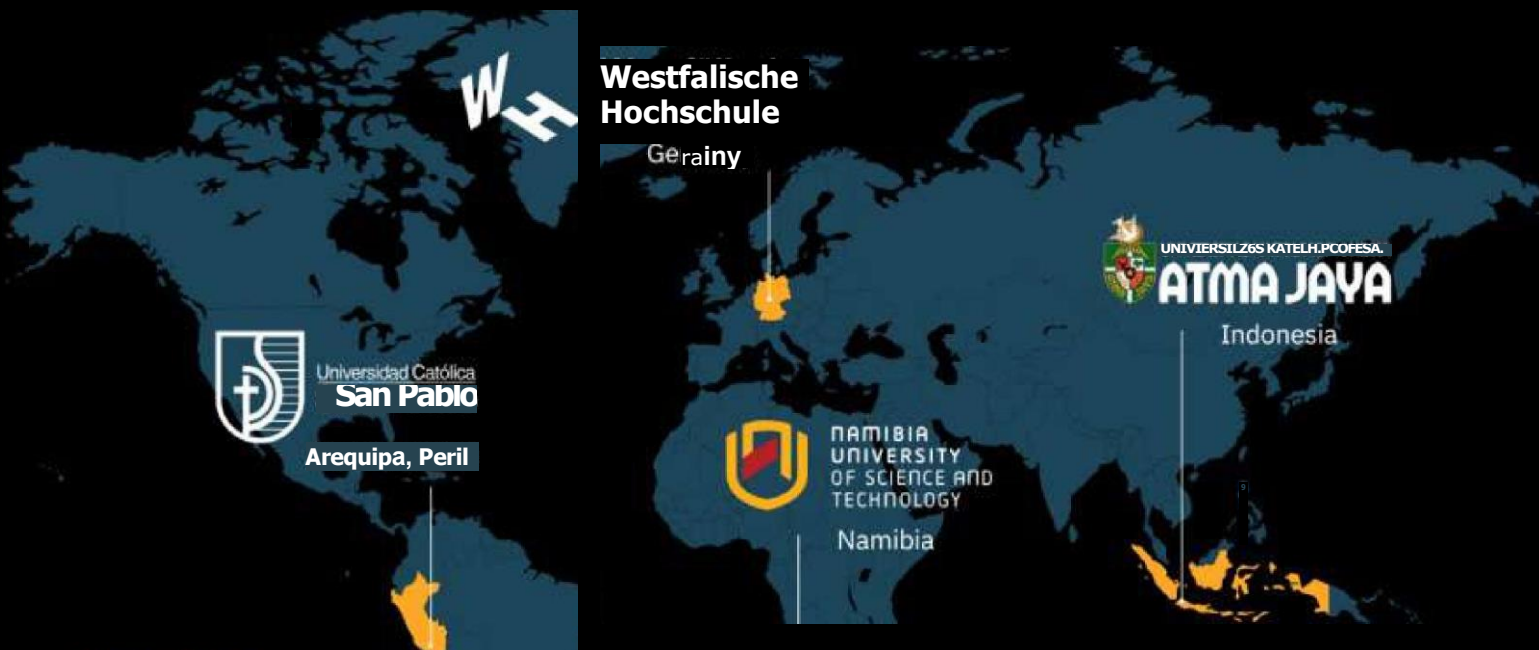 WH
Westfalische
Hochschule
Gerainy
UNIVIERSILZ6S KATELH.PCOFESA.
ATMA JAYA
Indonesia
Universidad Católica
San Pablo
Arequipa, Peril
NAMIBIA
UNIVERSITY
OF SCIENCE AND
TECHNOLOGY
Namibia
9